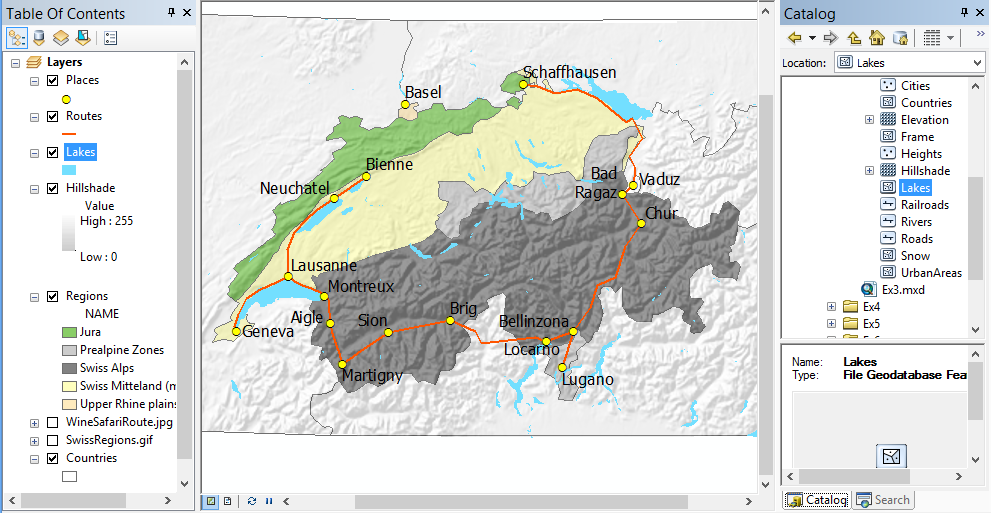 Table Of Contents
Layers
Places
Routes
Lakes
Hillshade
Value
High : 255
Low : 0
Regions
NAME
Jura
Prealpine Zones
Swiss Alps
Swiss Mitteland (m
Upper Rhine plains
WineSafariRoute.jpg
SwissRegions.gif
Countries
Schaffhausen
Basel
Bienne
Neuchatel
Bad
Ragaz
Vaduz
Chur
Lausanne
Montreux
Geneva
Aigle
Sion
Brig
Bellinzona
Locarno
Martigny
Lugano
Catalog
Location:
Lakes
Cities
Countries
Elevation
Frame
Heights
Hillshade
Lakes
Railroads
Rivers
Roads
Snow
UrbanAreas
Ex3.mxd
Ex4
Ex5
Name: Lakes
Type: File Geodatabase Fea
Catalog
Search